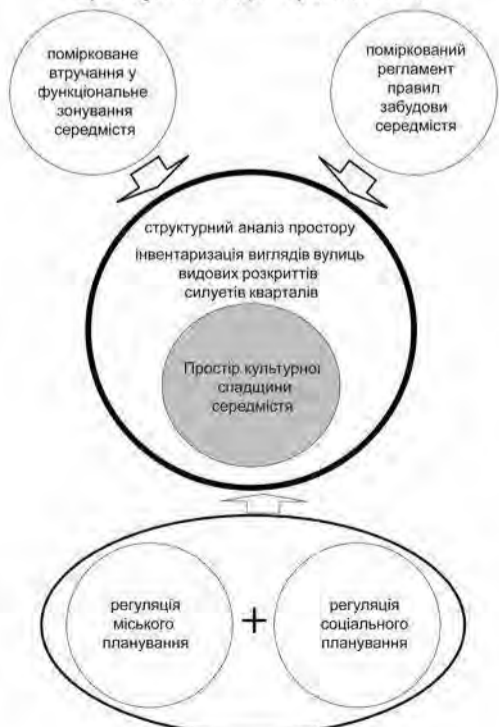 помірковане
втручання у
функціональне
зонування
середмістя
поміркований
регламент
правил
забудови
середмістя
структурний аналіз простору
інвентаризація виглядів вулиць
видових розкриттів
силуетів кварталів
Простір культурної
спадщини
середмістя
регуляція
міського
планування
+
регуляція
соціального
планування